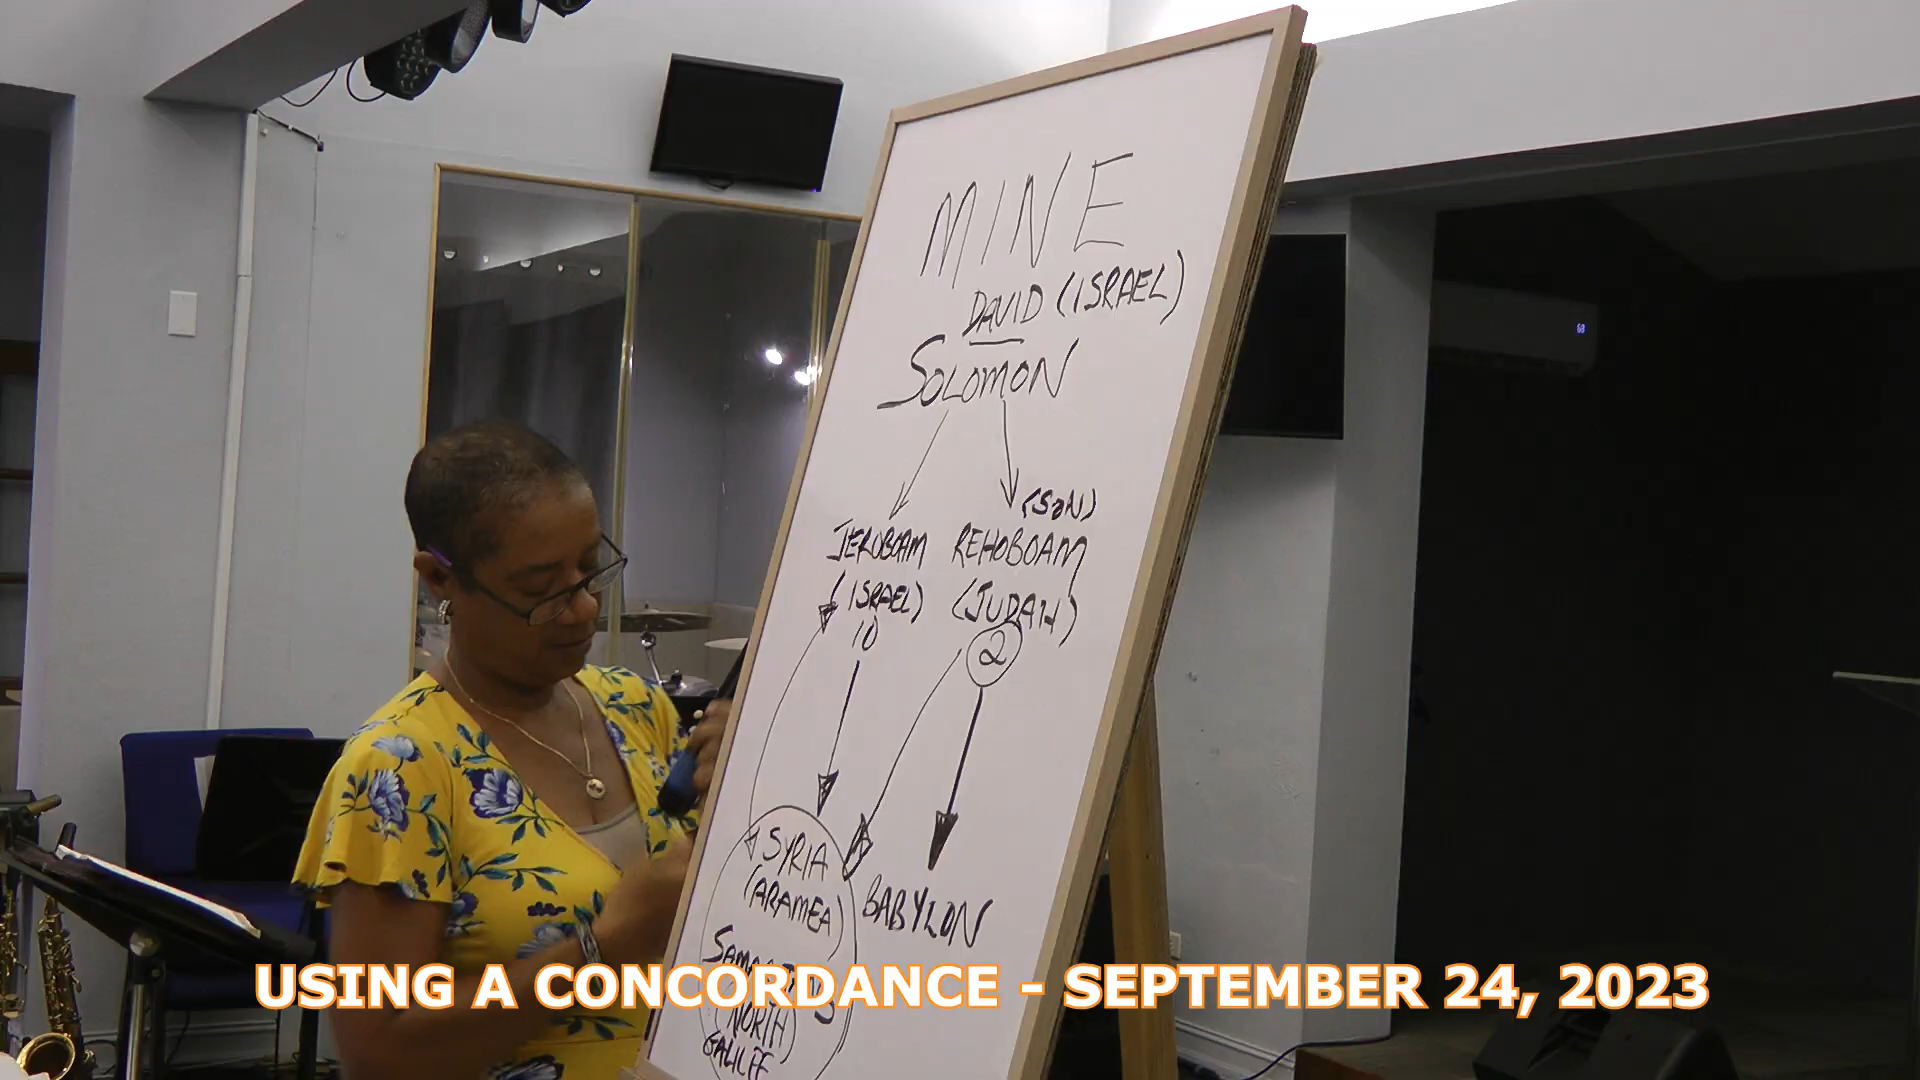 MINE
DAVID (ISRAEL)
SOLOMON
(SON)
JEROBOAM REHOBOAM
(ISRAEL) (JUDAH)
10 2
SYRIA
(ARAMEA)
BABYLON
NORTH)
GALILEE
USING A CONCORDANCE - SEPTEMBER 24, 2023